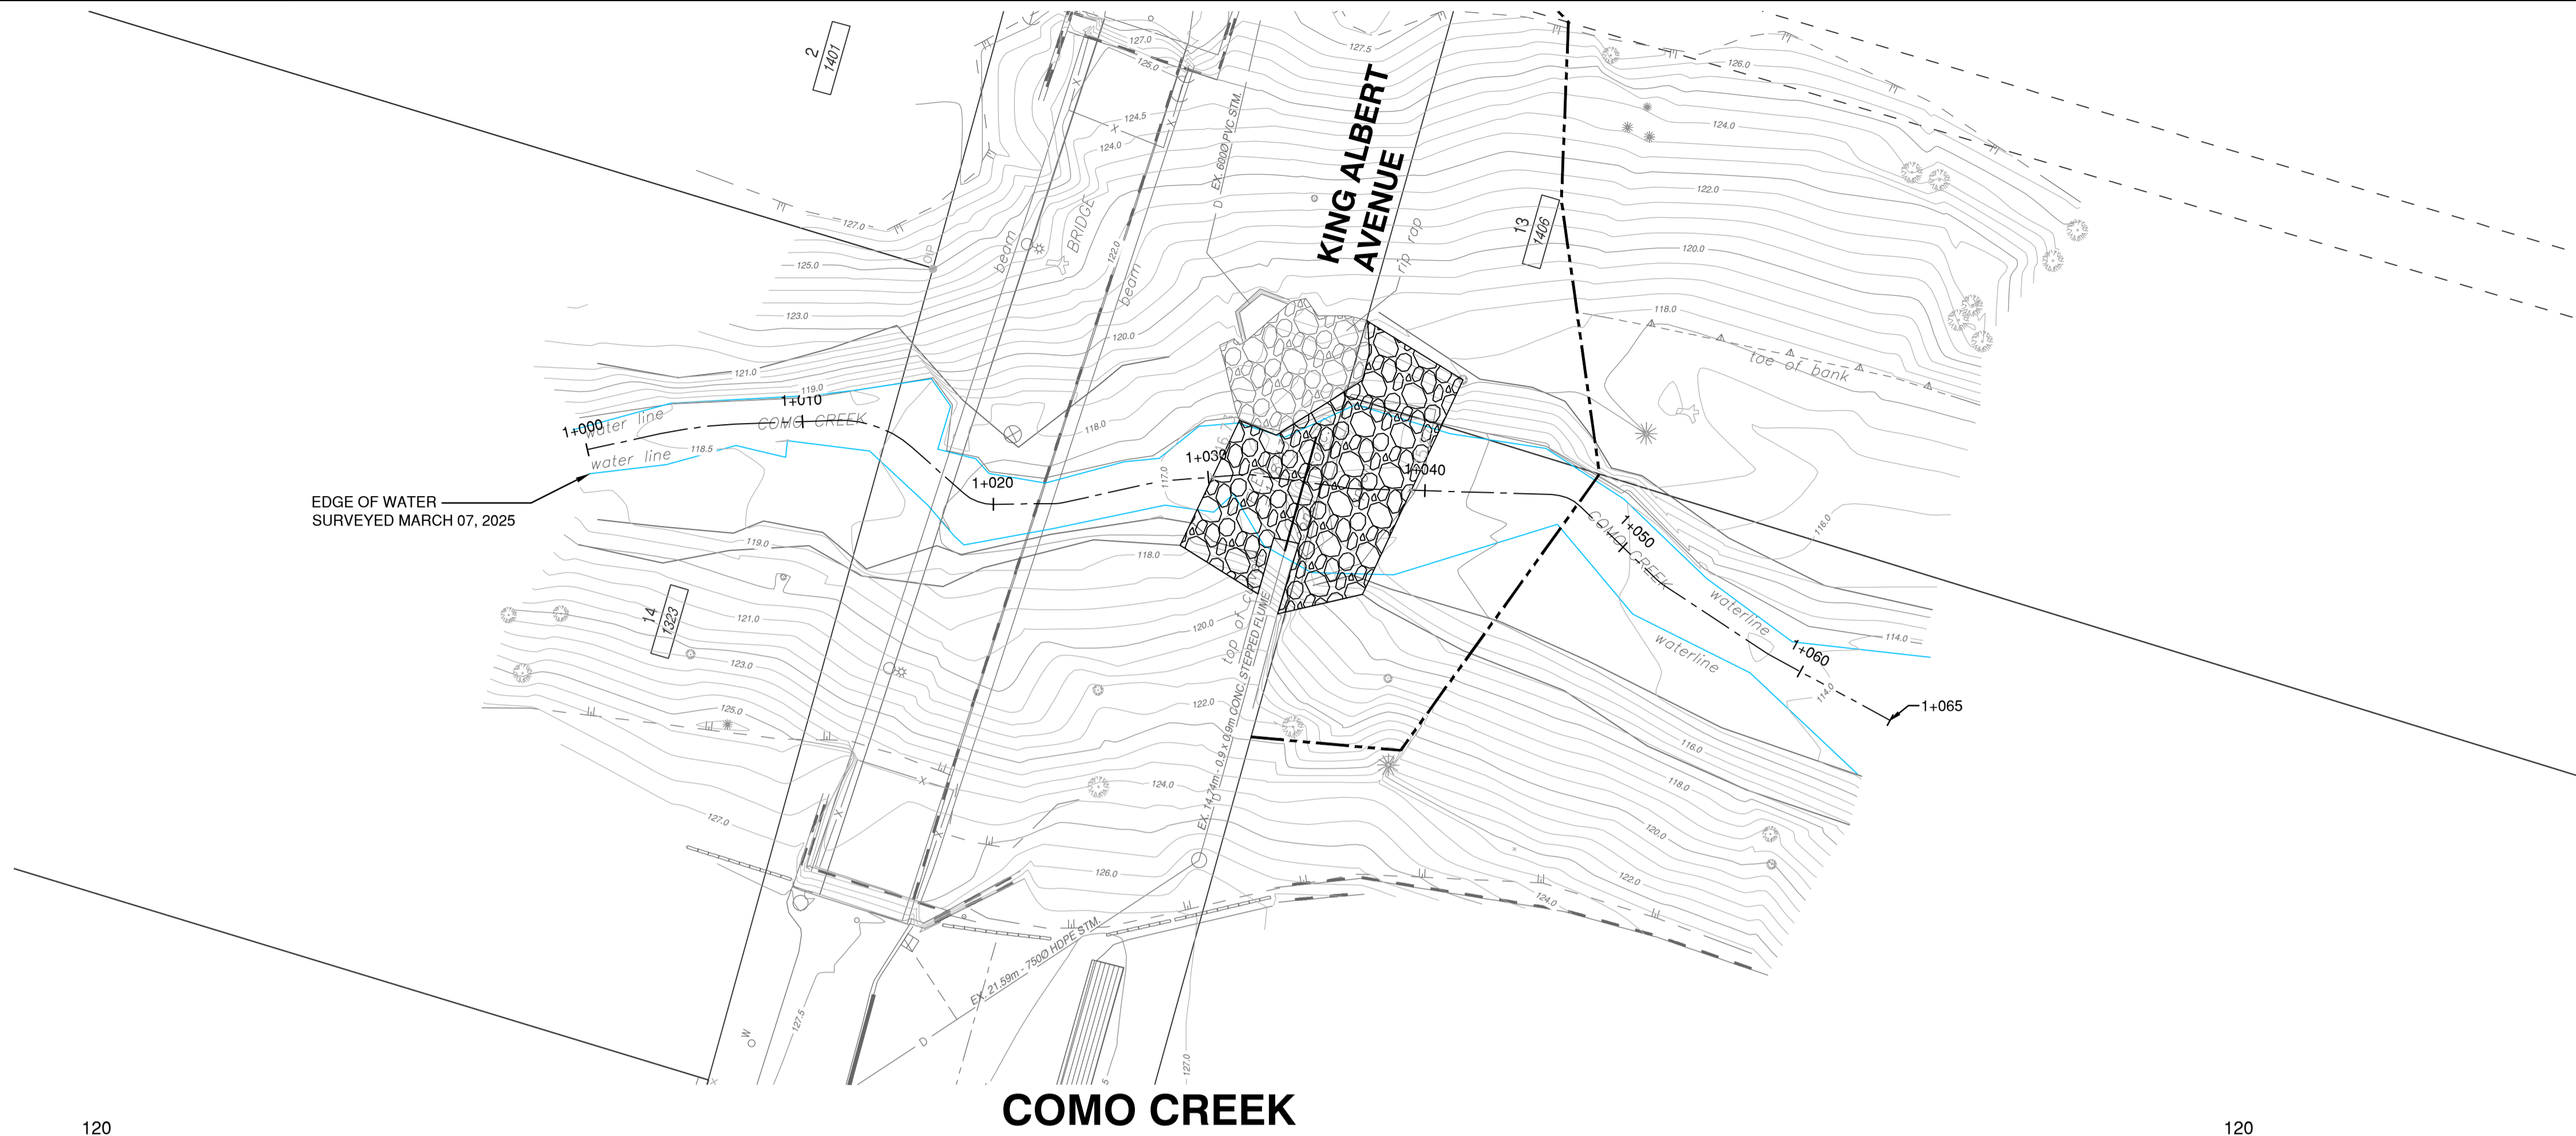 2
1401
127.0
125.0
127.5
126.0
124.5
124.0
124.0
EX. 600Ø PVC STM.
D
KING ALBERT
AVENUE
rip rap
13
1406
122.0
120.0
118.0
toe of bank
127.0
125.0
123.0
OIP
beam
BRIDGE
122.0
beam
120.0
121.0
119.0
1+000
1+010
water line
COMO CREEK
water line
118.5
118.0
1+020
1+030
117.0
1+040
EDGE OF WATER
SURVEYED MARCH 07, 2025
119.0
118.0
1+050
COMO CREEK
116.0
waterline
waterline
1+060
114.0
114.0
1+065
14
1323
121.0
123.0
125.0
127.0
120.0
122.0
124.0
126.0
top of
EX. 14.74m - 0.9 x 0.9m CONC. STEPPED FLUME
D
116.0
118.0
120.0
122.0
124.0
EX. 21.59m - 750Ø HDPE STM.
D
W
127.5
127.0
5
COMO CREEK
120
120